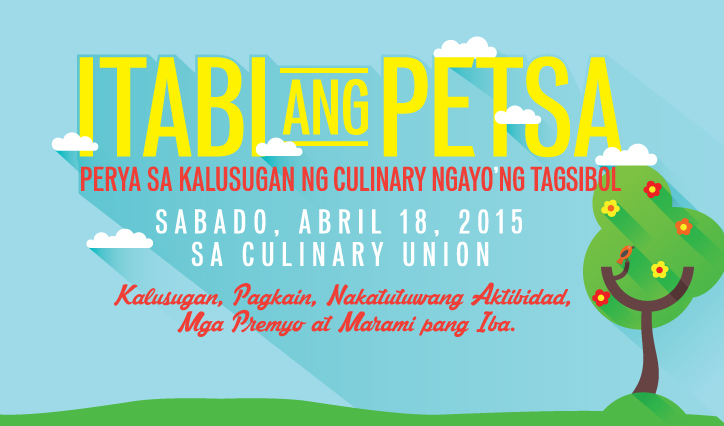 ITABI ANG PETSA
PERYA SA KALUSUGAN NG CULINARY NGAYO'NG TAGSIBOL
SABADO, ABRIL 18, 2015
SA CULINARY UNION
Kalusugan, Pagkain, Nakatutuwang Aktibidad,
Mga Premyo at Marami pang Iba.